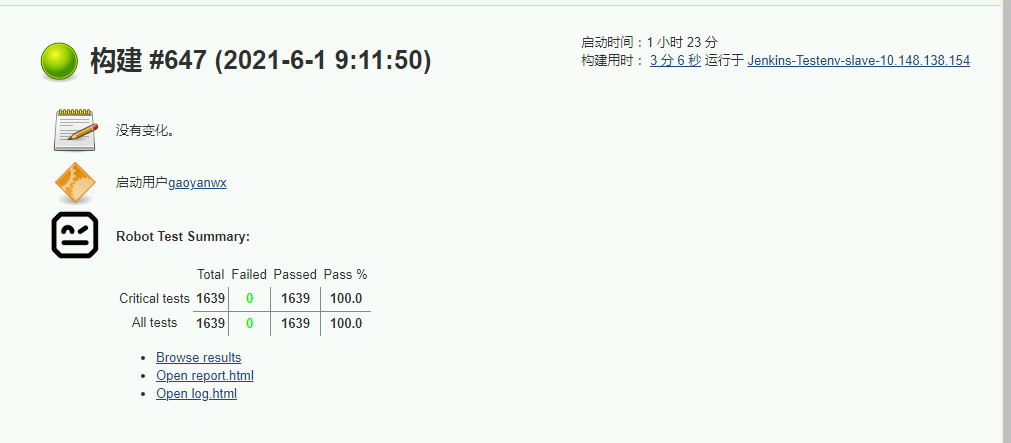 构建 #647 (2021-6-1 9:11:50)
启动时间：1 小时 23 分
构建用时： 3 分 6 秒 运行于 Jenkins-Testenv-slave-10.148.138.154
没有变化。
启动用户gaoyanwx
Robot Test Summary:
Total Failed Passed Pass %
Critical tests 1639 0 1639 100.0
All tests 1639 0 1639 100.0
Browse results
Open report.html
Open log.html